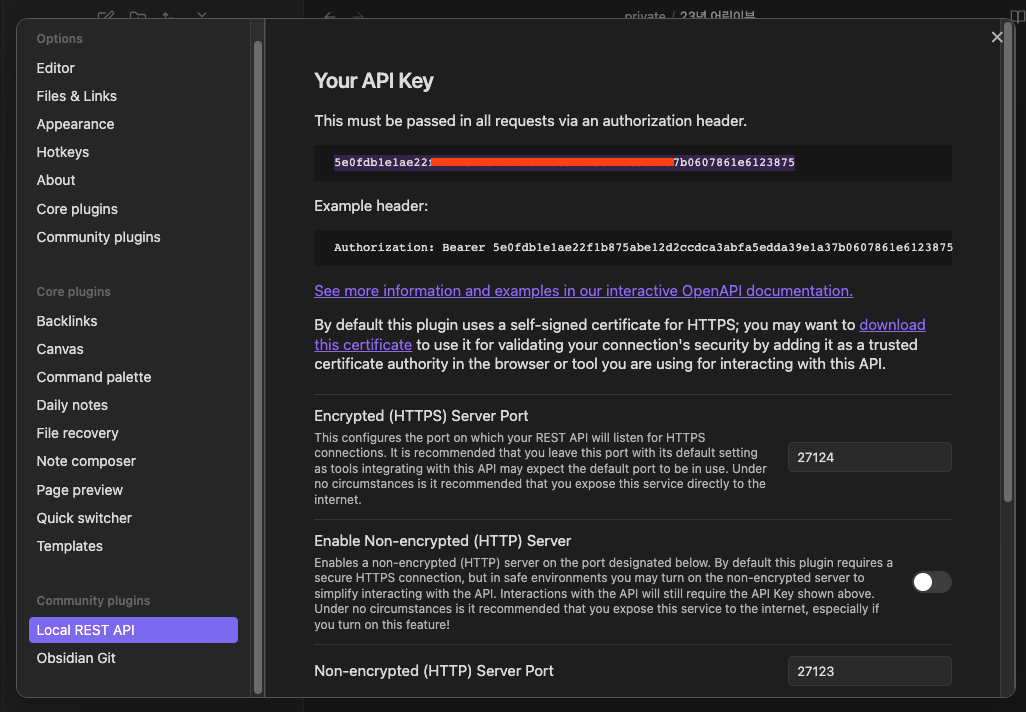 private / 23년 어린이브
Options
Editor
Files & Links
Appearance
Hotkeys
About
Core plugins
Community plugins
Core plugins
Backlinks
Canvas
Command palette
Daily notes
File recovery
Note composer
Page preview
Quick switcher
Templates
Community plugins
Local REST API
Obsidian Git
Your API Key
This must be passed in all requests via an authorization header.
5e0fdb1e1ae22f 7b0607861e6123875
Example header:
Authorization: Bearer 5e0fdb1e1ae22f1b875abe12d2ccdca3abfa5edda39e1a37b0607861e6123875
See more information and examples in our interactive OpenAPI documentation.
By default this plugin uses a self-signed certificate for HTTPS; you may want to download
this certificate to use it for validating your connection's security by adding it as a trusted
certificate authority in the browser or tool you are using for interacting with this API.
Encrypted (HTTPS) Server Port
This configures the port on which your REST API will listen for HTTPS
connections. It is recommended that you leave this port with its default setting
as tools integrating with this API may expect the default port to be in use. Under
no circumstances is it recommended that you expose this service directly to the
internet.
27124
Enable Non-encrypted (HTTP) Server
Enables a non-encrypted (HTTP) server on the port designated below. By default this plugin requires a
secure HTTPS connection, but in safe environments you may turn on the non-encrypted server to
simplify interacting with the API. Interactions with the API will still require the API Key shown above.
Under no circumstances is it recommended that you expose this service to the internet, especially if
you turn on this feature!
Non-encrypted (HTTP) Server Port
27123